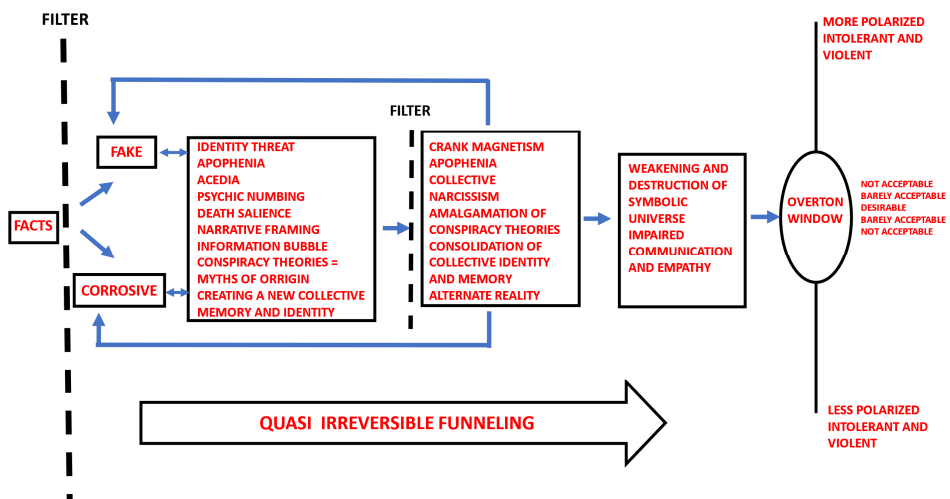 FILTER
FACTS
FAKE
CORROSIVE
IDENTITY THREAT
APOPHENIA
ACEDIA
PSYCHIC NUMBING
DEATH SALIENCE
NARRATIVE FRAMING
INFORMATION BUBBLE
CONSPIRACY THEORIES =
MYTHS OF ORRIGIN
CREATING A NEW COLLECTIVE
MEMORY AND IDENTITY
FILTER
CRANK MAGNETISM
APOPHENIA
COLLECTIVE
NARCISSISM
AMALGAMATION OF
CONSPIRACY THEORIES
CONSOLIDATION OF
COLLECTIVE IDENTITY
AND MEMORY
ALTERNATE REALITY
WEAKENING AND
DESTRUCTION OF
SYMBOLIC
UNIVERSE
IMPAIRED
COMMUNICATION
AND EMPATHY
MORE POLARIZED
INTOLERANT AND
VIOLENT
OVERTON
WINDOW
NOT ACCEPTABLE
BARELY ACCEPTABLE
DESIRABLE
BARELY ACCEPTABLE
NOT ACCEPTABLE
LESS POLARIZED
INTOLERANT AND
VIOLENT
QUASI IRREVERSIBLE FUNNELING